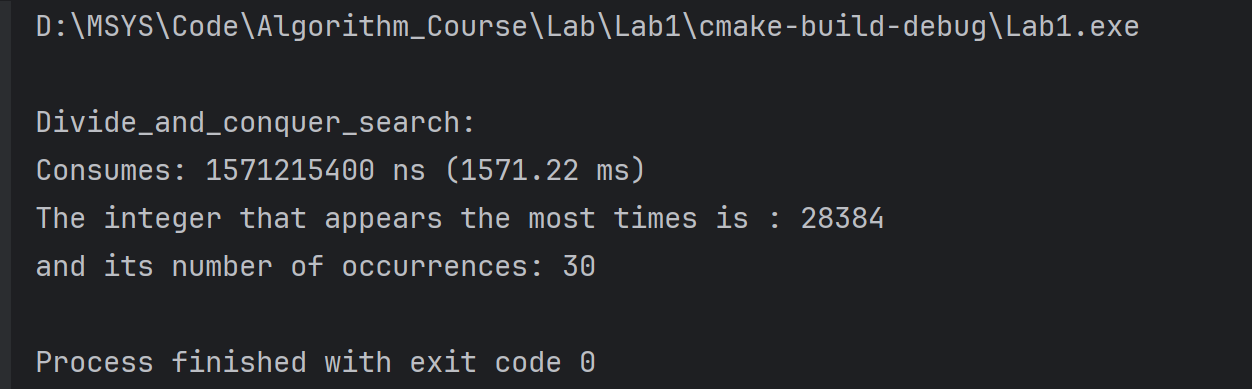 D:\MSYS\Code\Algorithm_Course\Lab\Lab1\cmake-build-debug\Lab1.exe
Divide_and_conquer_search:
Consumes: 1571215400 ns (1571.22 ms)
The integer that appears the most times is : 28384
and its number of occurrences: 30
Process finished with exit code 0